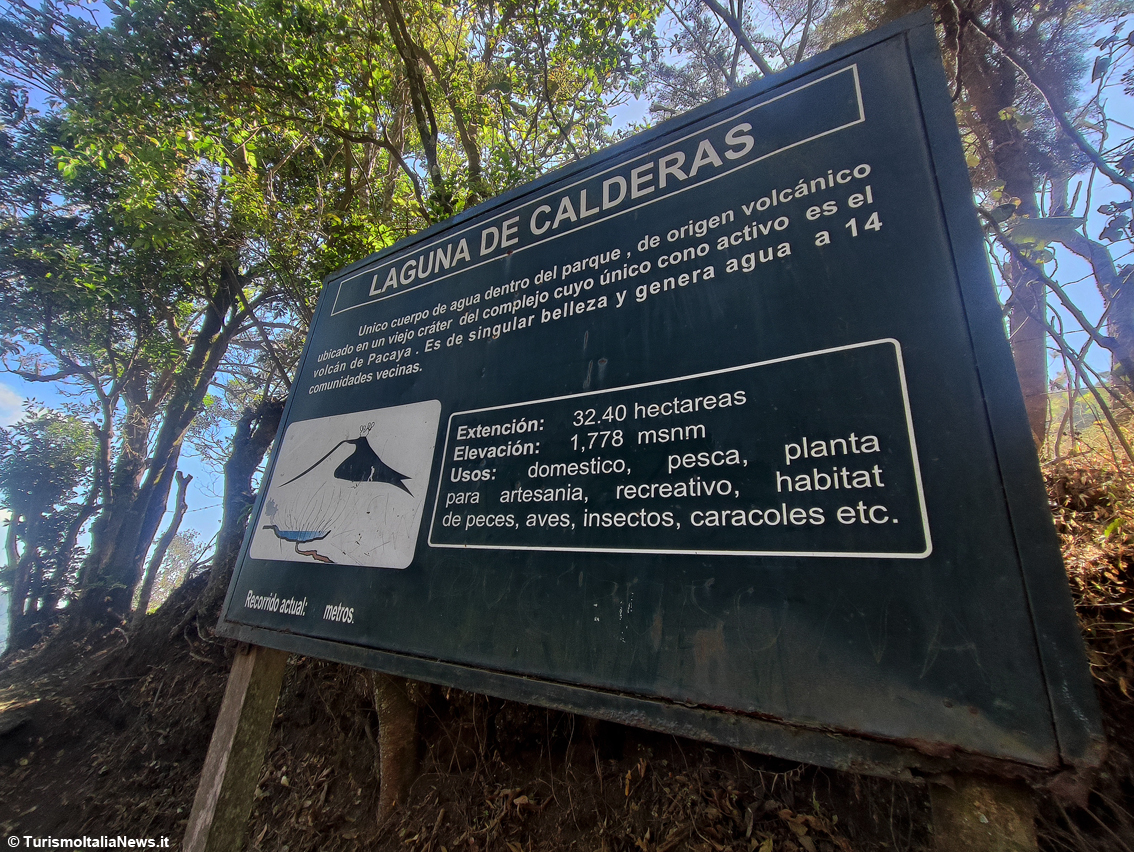 LAGUNA DE CALDERAS
Unico cuerpo de agua dentro del parque , de origen volcánico
ubicado en un viejo cráter del complejo cuyo único cono activo es el
volcán de Pacaya . Es de singular belleza y genera agua a 14
comunidades vecinas.
Extención: 32.40 hectareas
Elevación: 1,778 msnm
Usos: domestico, pesca, planta
para artesania, recreativo, habitat
de peces, aves, insectos, caracoles etc.
Recorrido actual: metros.
© TurismoItaliaNews.it